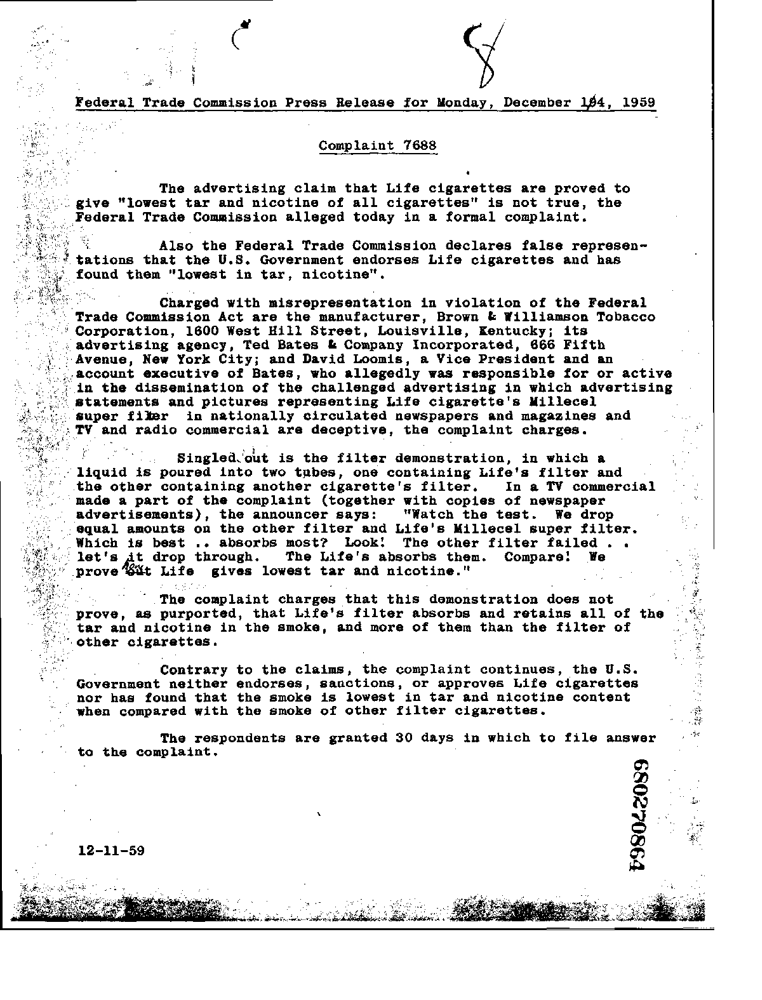 8
Federal Trade Commission Press Release for Monday, December 14, 1959
Complaint 7688
The advertising claim that Life cigarettes are proved to
give "lowest tar and nicotine of all cigarettes" is not true, the
Federal Trade Commission alleged today in a formal complaint.
Also the Federal Trade Commission declares false represen-
tations that the U.S. Government endorses Life cigarettes and has
found them "lowest in tar, nicotine".
Charged with misrepresentation in violation of the Federal
Trade Commission Act are the manufacturer, Brown & Williamson Tobacco
Corporation, 1600 West Hill Street, Louisville, Kentucky; its
advertising agency, Ted Bates & Company Incorporated, 666 Fifth
Avenue, New York City; and David Loomis, a Vice President and an
account executive of Bates, who allegedly was responsible for or active
in the dissemination of the challenged advertising in which advertising
statements and pictures representing Life cigarette's Millecel
super filter in nationally circulated newspapers and magazines and
TV and radio commercial are deceptive, the complaint charges.
Singled out is the filter demonstration, in which a
liquid is poured into two tubes, one containing Life's filter and
the other containing another cigarette's filter. In a TV commercial
made a part of the complaint (together with copies of newspaper
advertisements), the announcer says: "Watch the test. We drop
equal amounts on the other filter and Life's Millecel super filter.
Which is best .. absorbs most? Look! The other filter failed . .
let's it drop through. The Life's absorbs them. Compare! We
prove Life gives lowest tar and nicotine."
The complaint charges that this demonstration does not
prove, as purported, that Life's filter absorbs and retains all of the
tar and nicotine in the smoke, and more of them than the filter of
other cigarettes.
Contrary to the claims, the complaint continues, the U.S.
Government neither endorses, sanctions, or approves Life cigarettes
nor has found that the smoke is lowest in tar and nicotine content
when compared with the smoke of other filter cigarettes.
The respondents are granted 30 days in which to file answer
to the complaint.
680270864
12-11-59